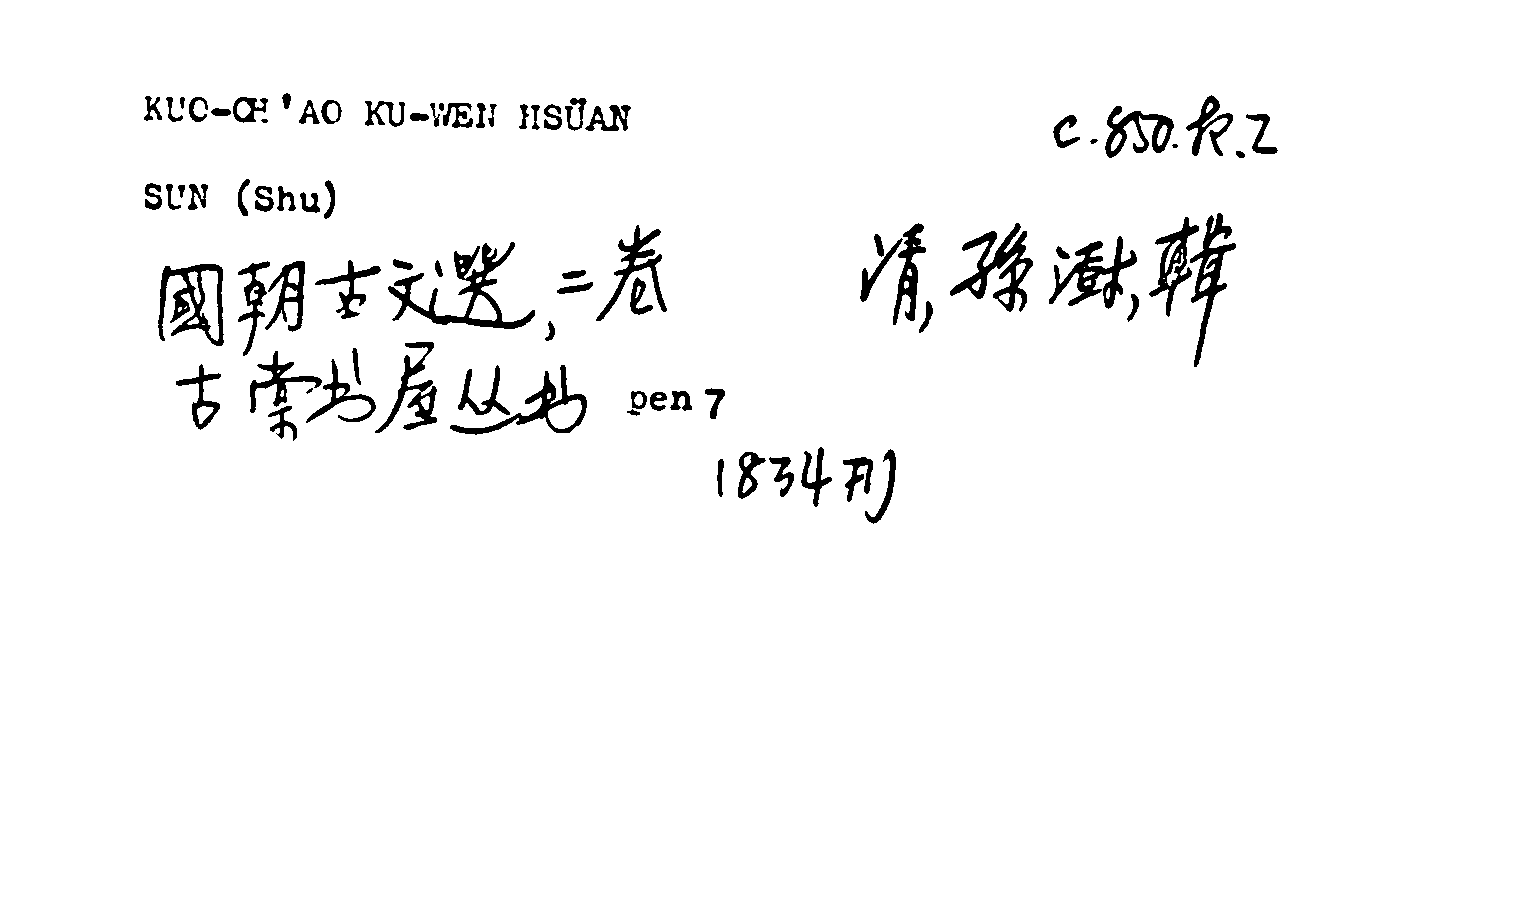 KUO-CH'AO KU-WEN HSÜAN
C.850.k.2
SUN (Shu)
國朝古文選,二卷 清,孫澍,輯
古棠书屋丛书 pen 7
1834刊